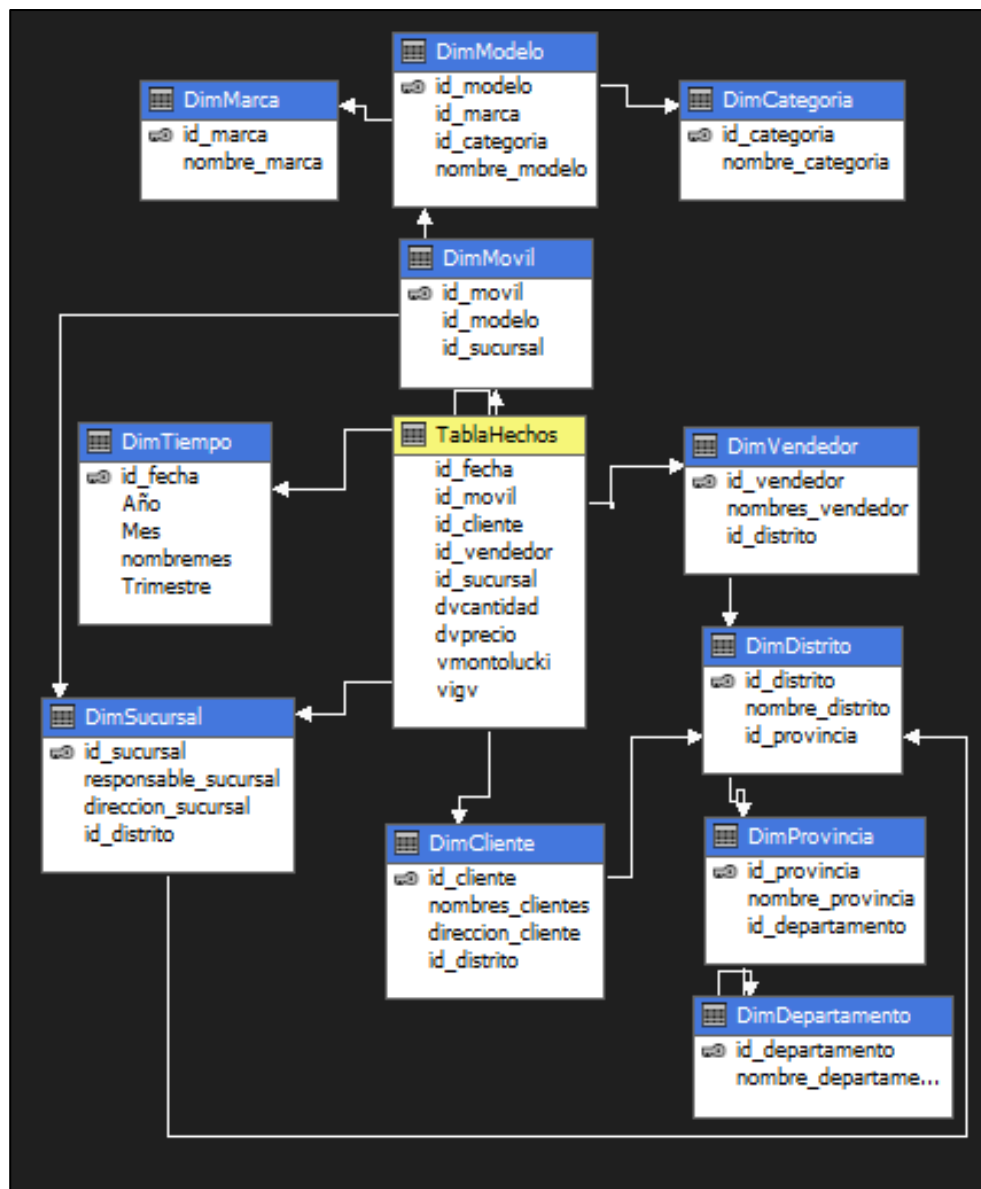 DimModelo
id_modelo
id_marca
id_categoria
nombre_modelo
DimMarca
id_marca
nombre_marca
DimCategoria
id_categoria
nombre_categoria
DimMovil
id_movil
id_modelo
id_sucursal
DimTiempo
id_fecha
Año
Mes
nombremes
Trimestre
TablaHechos
id_fecha
id_movil
id_cliente
id_vendedor
id_sucursal
dvcantidad
dvprecio
vmontolucki
vigv
DimVendedor
id_vendedor
nombres_vendedor
id_distrito
DimDistrito
id_distrito
nombre_distrito
id_provincia
DimSucursal
id_sucursal
responsable_sucursal
direccion_sucursal
id_distrito
DimCliente
id_cliente
nombres_clientes
direccion_cliente
id_distrito
DimProvincia
id_provincia
nombre_provincia
id_departamento
DimDepartamento
id_departamento
nombre_departame...